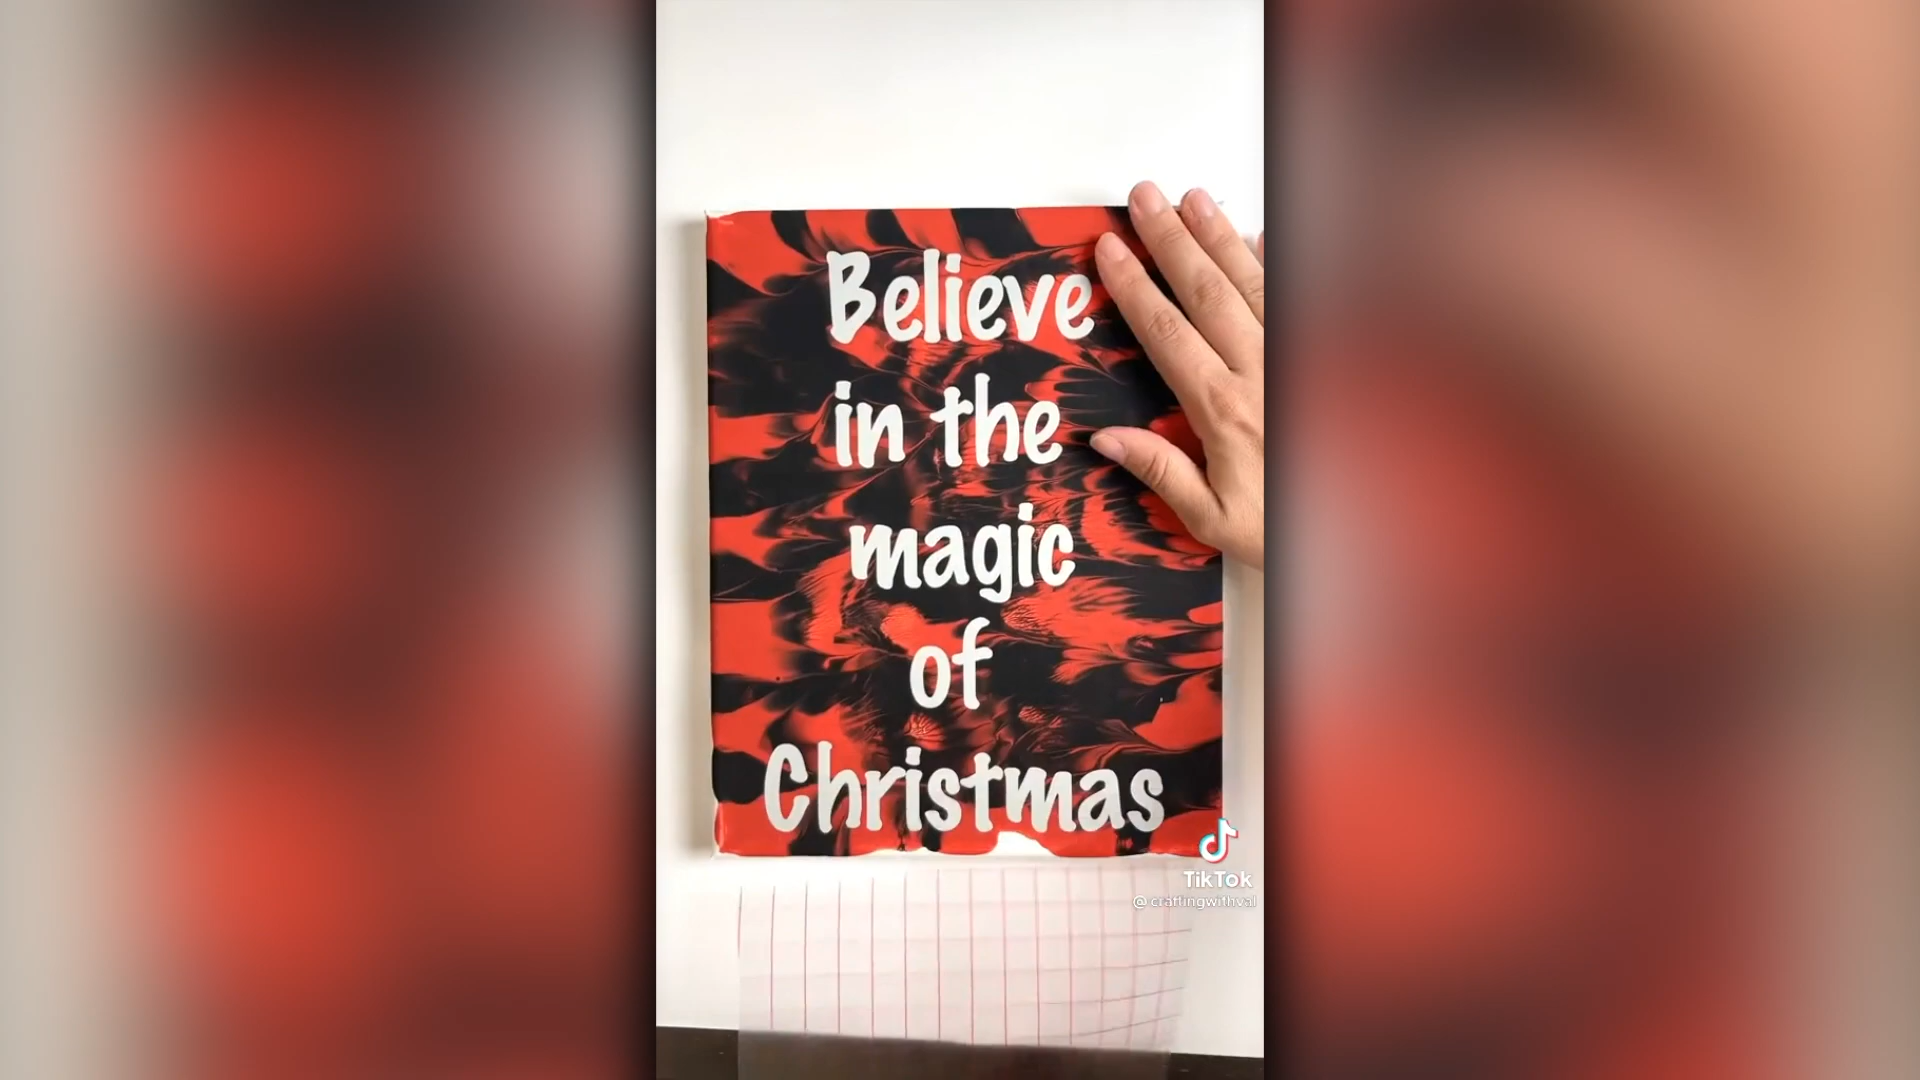 Believe
in the
magic
of
Christmas
TikTok
@craftingwithval